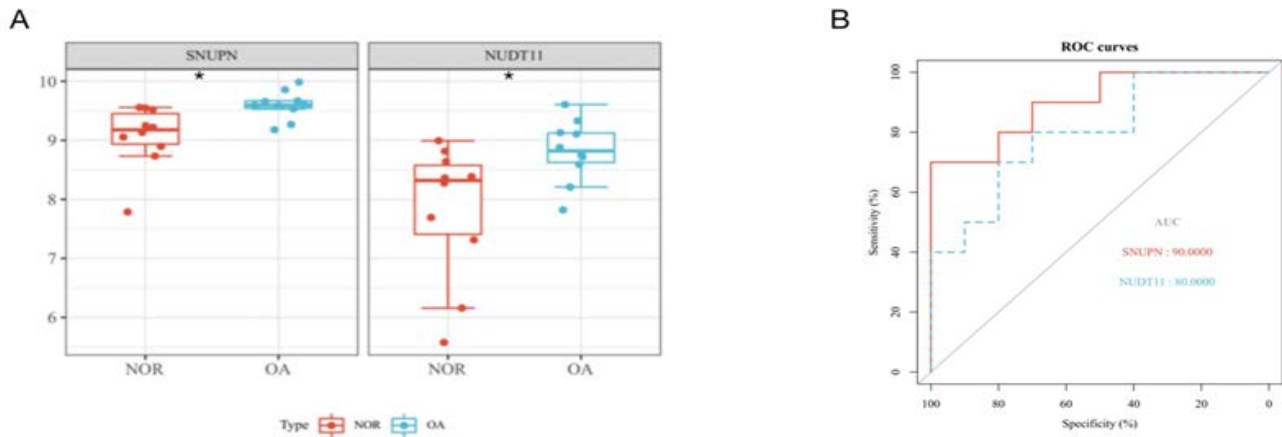 A
SNUPN
NUDT11
*
*
10
9
8
7
6
NOR
OA
NOR
OA
Type
NOR
OA
B
ROC curves
Sensitivity (%)
100
80
60
40
20
0
AUC
SNUPN : 90.0000
NUDT11 : 80.0000
100
80
60
40
20
0
Specificity (%)